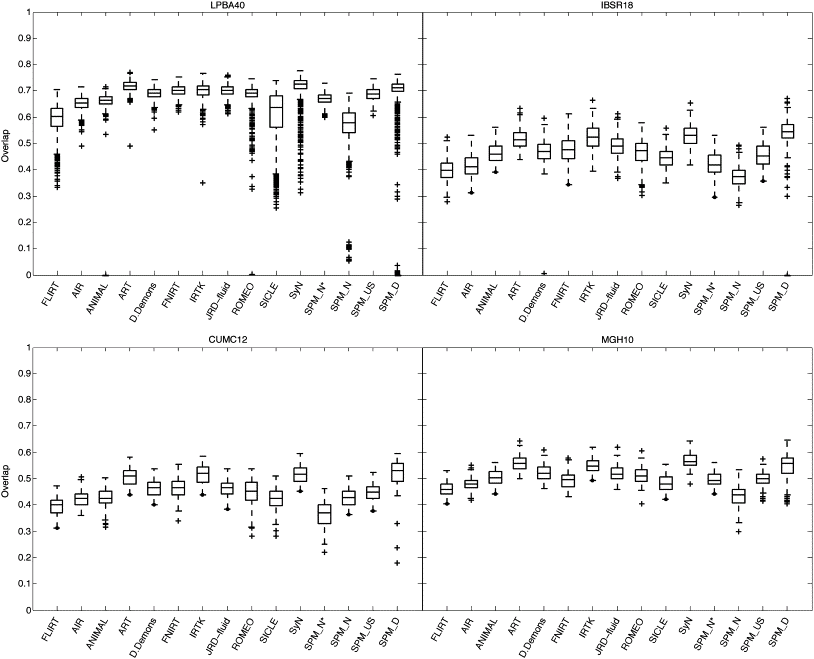 LPBA40
IBSR18
1
0.9
0.8
0.7
0.6
0.5
0.4
0.3
0.2
0.1
0
Overlap
FLIRT
AIR
ANIMAL
ART
D.Demons
FNIRT
IRTK
JRD-fluid
ROMEO
SICLE
SyN
SPM_N*
SPM_N
SPM_US
SPM_D
FLIRT
AIR
ANIMAL
ART
D.Demons
FNIRT
IRTK
JRD-fluid
ROMEO
SICLE
SyN
SPM_N*
SPM_N
SPM_US
SPM_D
CUMC12
MGH10
1
0.9
0.8
0.7
0.6
0.5
0.4
0.3
0.2
0.1
0
Overlap
FLIRT
AIR
ANIMAL
ART
D.Demons
FNIRT
IRTK
JRD-fluid
ROMEO
SICLE
SyN
SPM_N*
SPM_N
SPM_US
SPM_D
FLIRT
AIR
ANIMAL
ART
D.Demons
FNIRT
IRTK
JRD-fluid
ROMEO
SICLE
SyN
SPM_N*
SPM_N
SPM_US
SPM_D